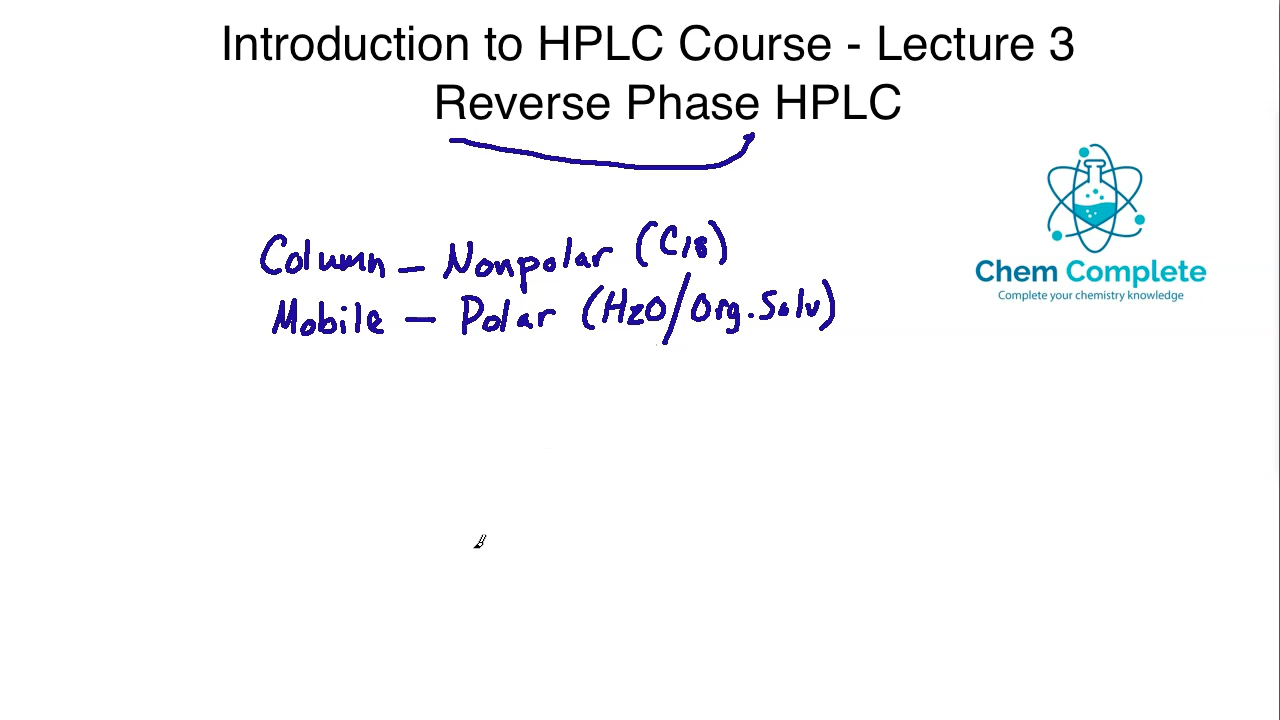 Introduction to HPLC Course - Lecture 3
Reverse Phase HPLC
Column - Nonpolar (C18)
Mobile - Polar (H2O/Org. Solv)
Chem Complete
Complete your chemistry knowledge